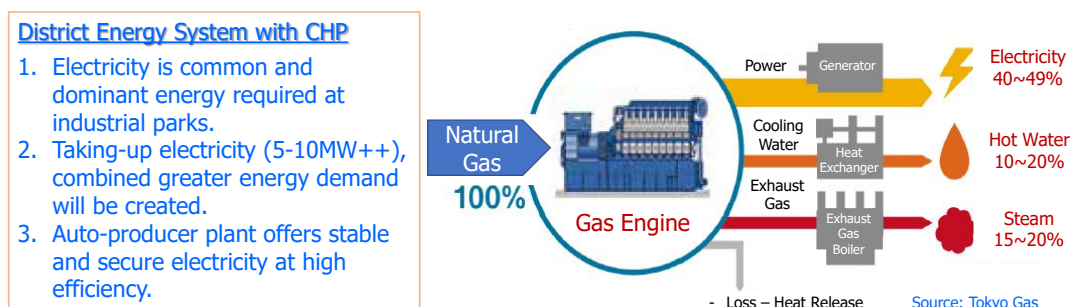 District Energy System with CHP
1. Electricity is common and
dominant energy required at
industrial parks.
2. Taking-up electricity (5-10MW++),
combined greater energy demand
will be created.
3. Auto-producer plant offers stable
and secure electricity at high
efficiency.
Natural
Gas
100%
Gas Engine
Power
Generator
Electricity
40~49%
Cooling
Water
Heat
Exchanger
Hot Water
10~20%
Exhaust
Gas
Exhaust
Gas
Boiler
Steam
15~20%
- Loss – Heat Release
Source: Tokyo Gas